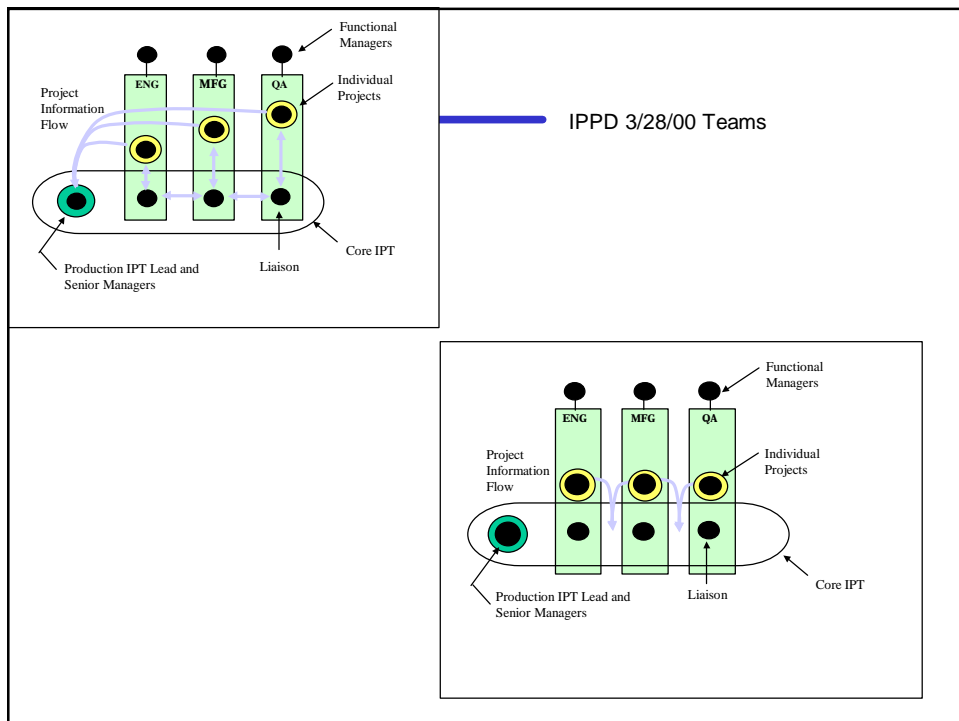 Functional
Managers
ENG
MFG
QA
Individual
Projects
Project
Information
Flow
Core IPT
Liaison
Production IPT Lead and
Senior Managers
IPPD 3/28/00 Teams
Functional
Managers
ENG
MFG
QA
Project
Information
Flow
Individual
Projects
Core IPT
Liaison
Production IPT Lead and
Senior Managers